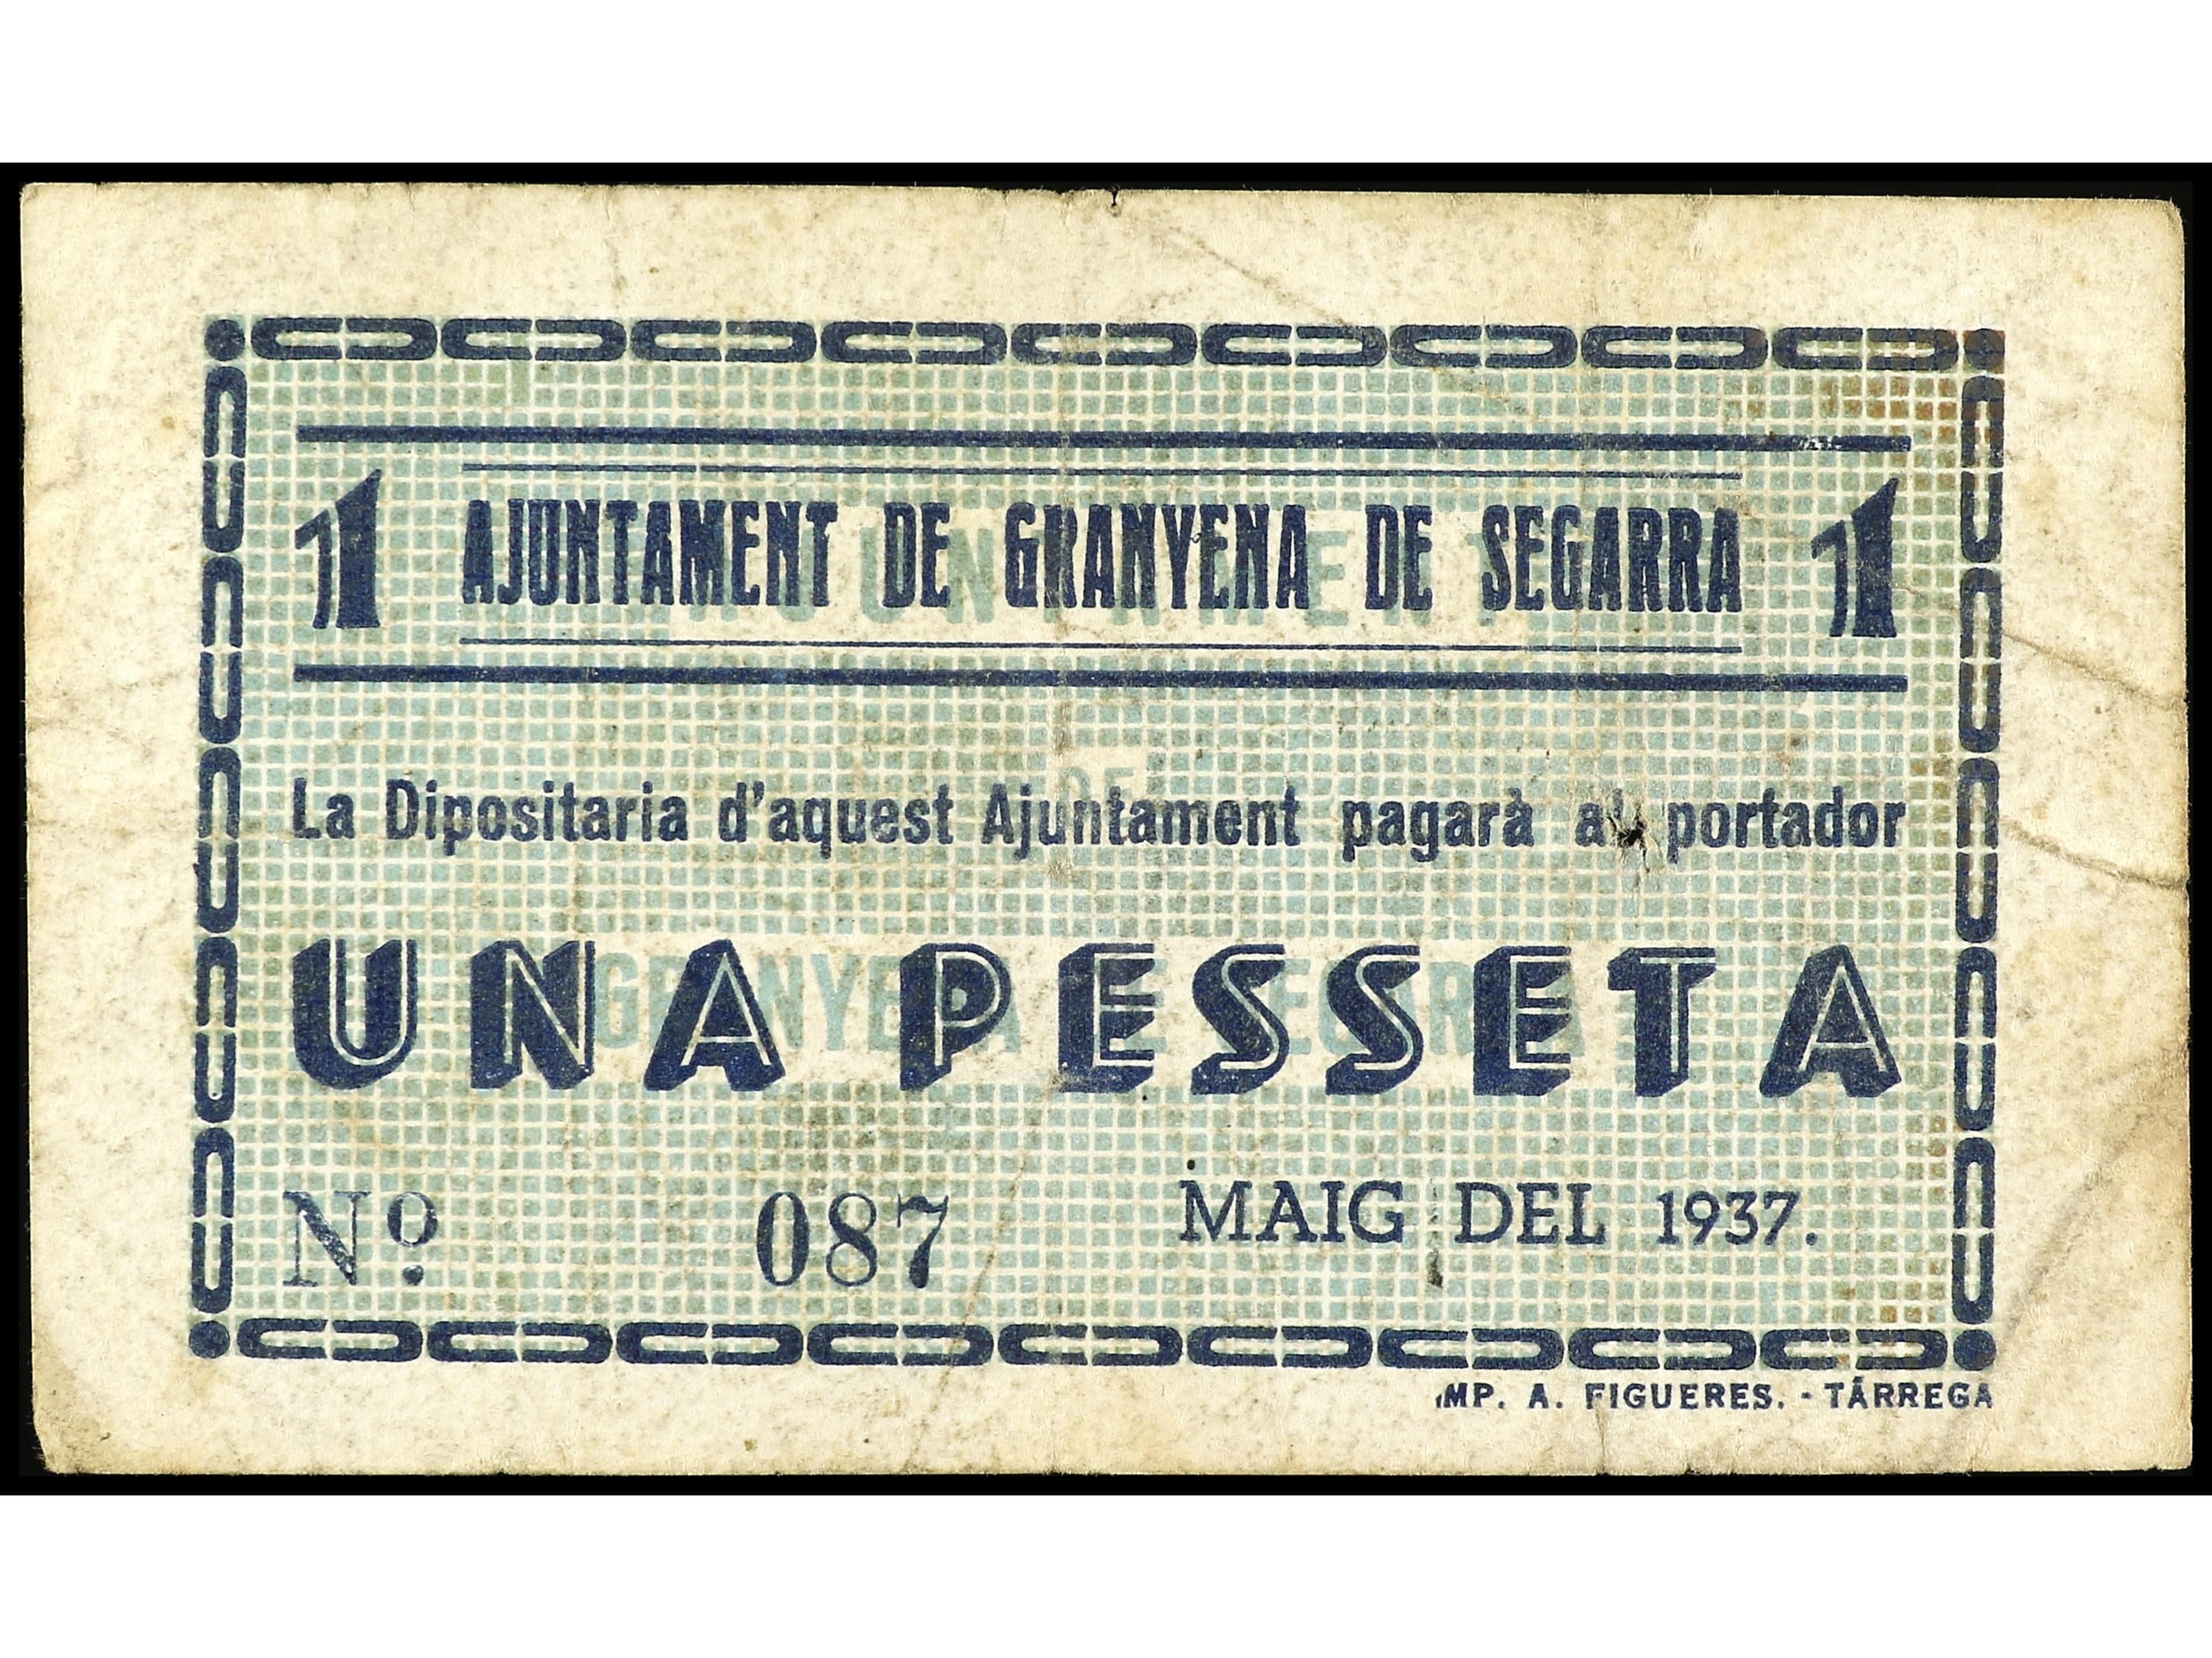 1 AJUNTAMENT DE GRANYENA DE SEGARRA 1
La Dipositaria d'aquest Ajuntament pagarà al portador
UNA PESSETA
Nº. 087 MAIG DEL 1937.
IMP. A. FIGUERES. - TÁRREGA